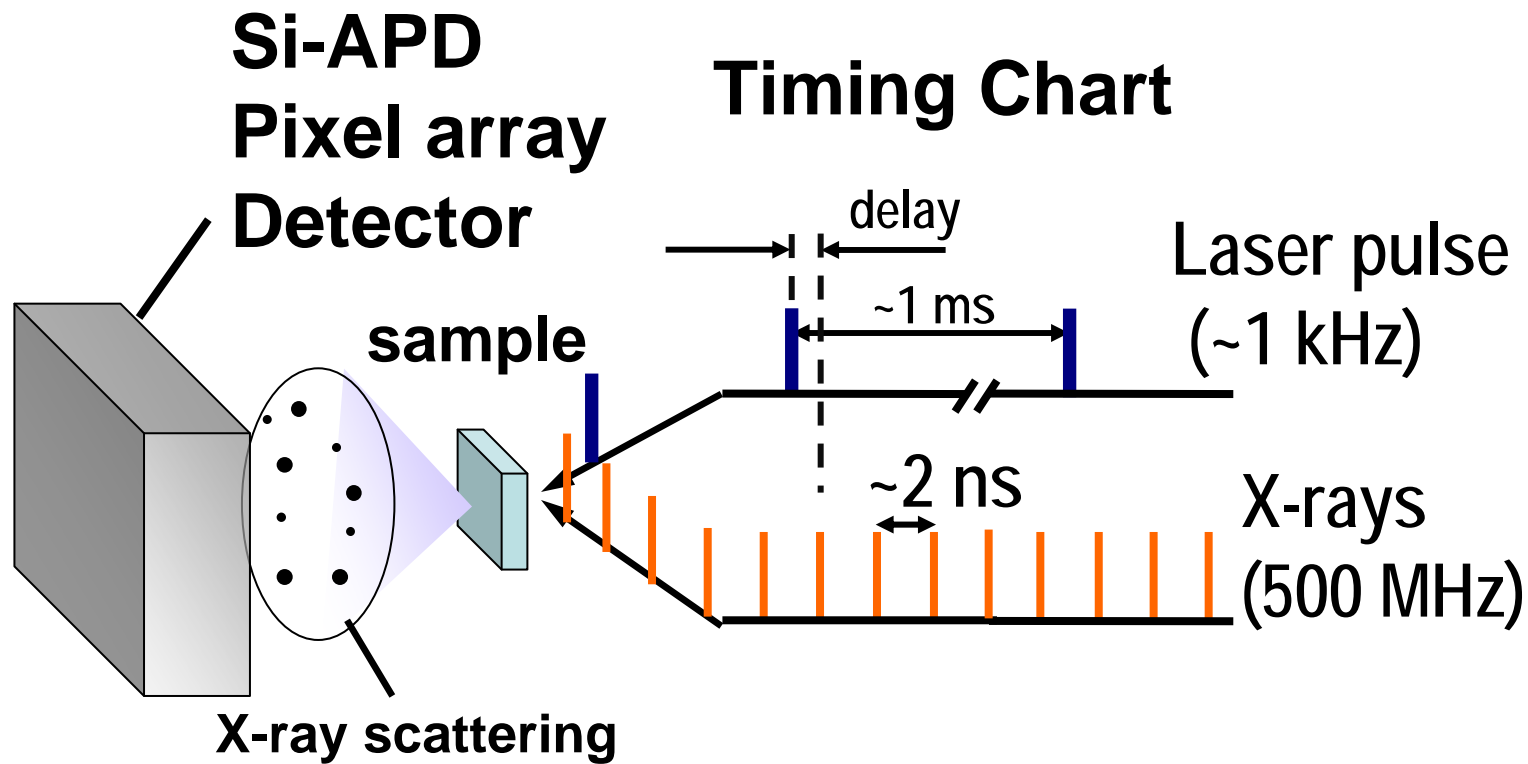 Si-APD
Pixel array
Detector
Timing Chart
delay
Laser pulse
(~1 kHz)
~1 ms
sample
~2 ns
X-rays
(500 MHz)
X-ray scattering